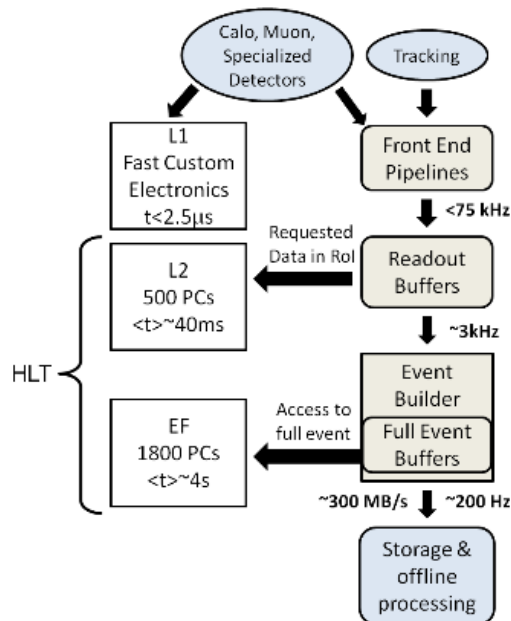 Calo, Muon,
Specialized
Detectors
Tracking
L1
Fast Custom
Electronics
t<2.5μs
Front End
Pipelines
<75 kHz
Requested
Data in RoI
L2
500 PCs
<t>~40ms
Readout
Buffers
~3kHz
HLT
Event
Builder
Full Event
Buffers
Access to
full event
EF
1800 PCs
<t>~4s
~300 MB/s
~200 Hz
Storage &
offline
processing